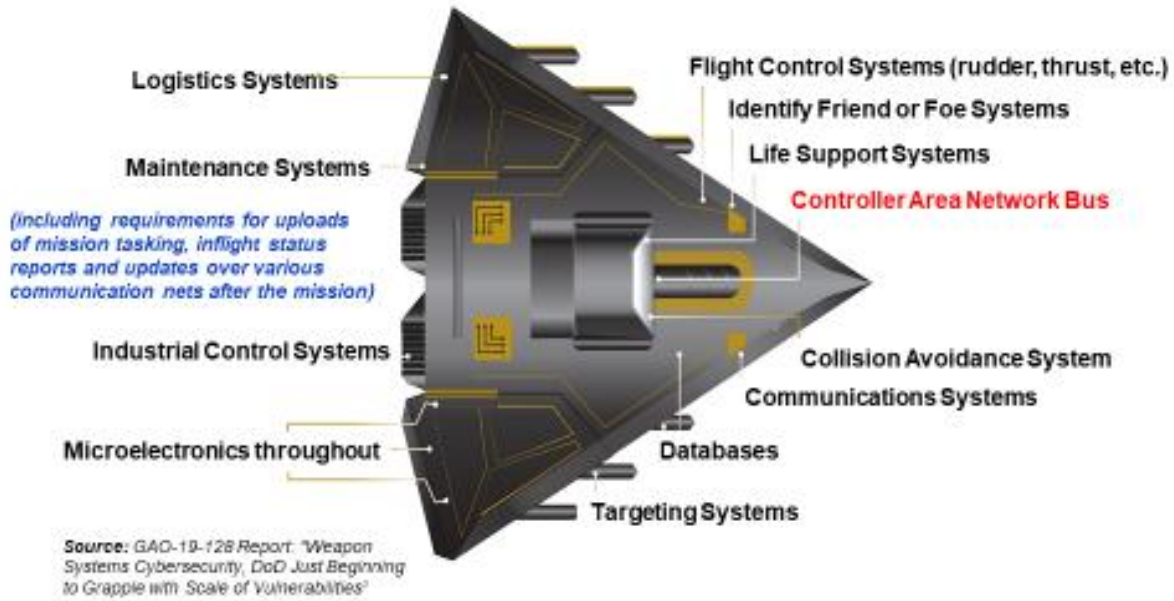 Logistics Systems
Maintenance Systems
(including requirements for uploads
of mission tasking, inflight status
reports and updates over various
communication nets after the mission)
Industrial Control Systems
Microelectronics throughout
Source: GAO-19-128 Report: "Weapon
Systems Cybersecurity, DoD Just Beginning
to Grapple with Scale of Vulnerabilities"
Flight Control Systems (rudder, thrust, etc.)
Identify Friend or Foe Systems
Life Support Systems
Controller Area Network Bus
Collision Avoidance System
Communications Systems
Databases
Targeting Systems